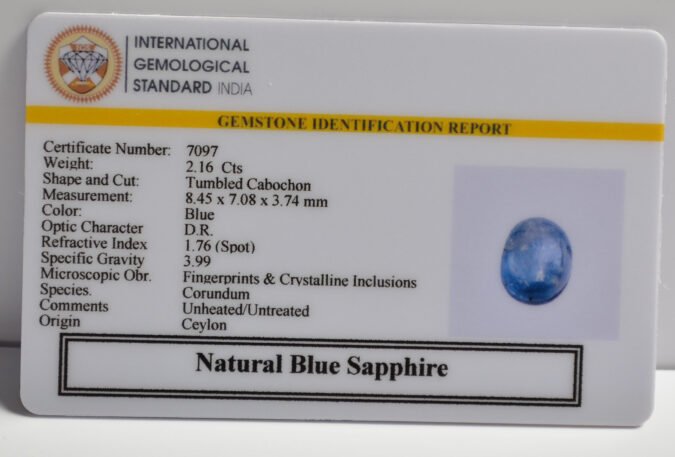 INTERNATIONAL
GEMOLOGICAL
STANDARD INDIA
GEMSTONE IDENTIFICATION REPORT
Certificate Number: 7097
Weight: 2.16 Cts
Shape and Cut: Tumbled Cabochon
Measurement: 8.45 x 7.08 x 3.74 mm
Color: Blue
Optic Character D.R.
Refractive Index 1.76 (Spot)
Specific Gravity 3.99
Microscopic Obr. Fingerprints & Crystalline Inclusions
Species. Corundum
Comments Unheated/Untreated
Origin Ceylon
Natural Blue Sapphire